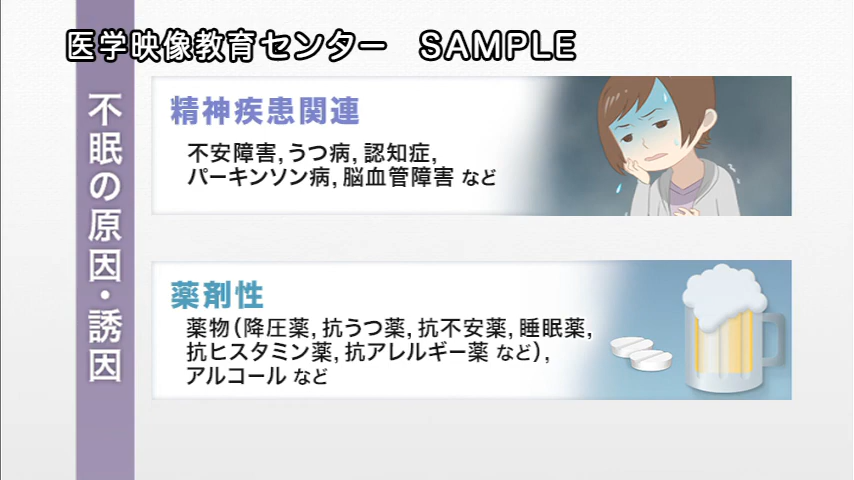 医学映像教育センター　SAMPLE
不眠の原因・誘因
精神疾患関連
不安障害，うつ病，認知症，
パーキンソン病，脳血管障害 など
薬剤性
薬物（降圧薬，抗うつ薬，抗不安薬，睡眠薬，
抗ヒスタミン薬，抗アレルギー薬 など），
アルコール など